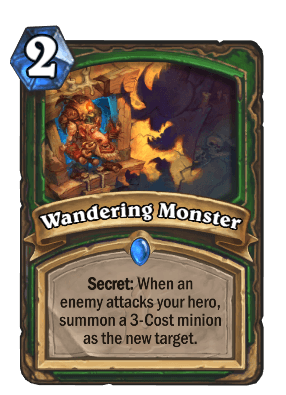 2
Wandering Monster
Secret: When an
enemy attacks your hero,
summon a 3-Cost minion
as the new target.